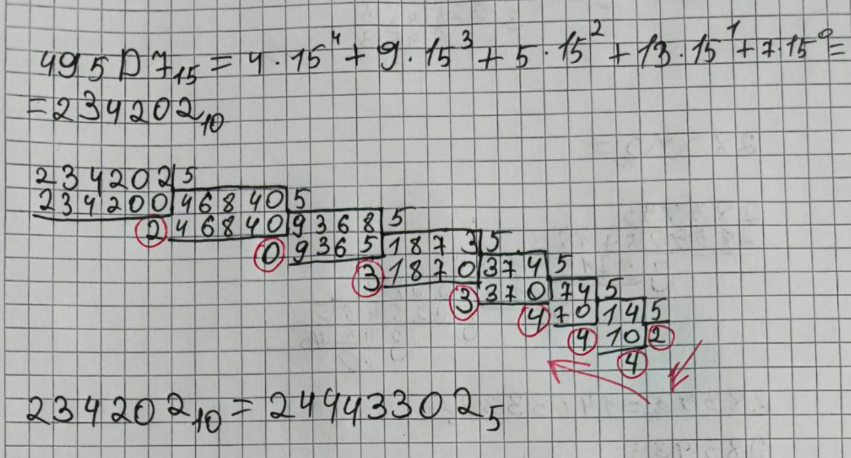 495D7₁₅ = 4·15⁴ + 9·15³ + 5·15² + 13·15¹ + 7·15⁰ =
= 234202₁₀
234202 5
234200 46840 5
2 46840 9368 5
0 9365 1873 5
3 1870 374 5
3 370 74 5
4 70 14 5
4 10 2
4
234202₁₀ = 24443302₅